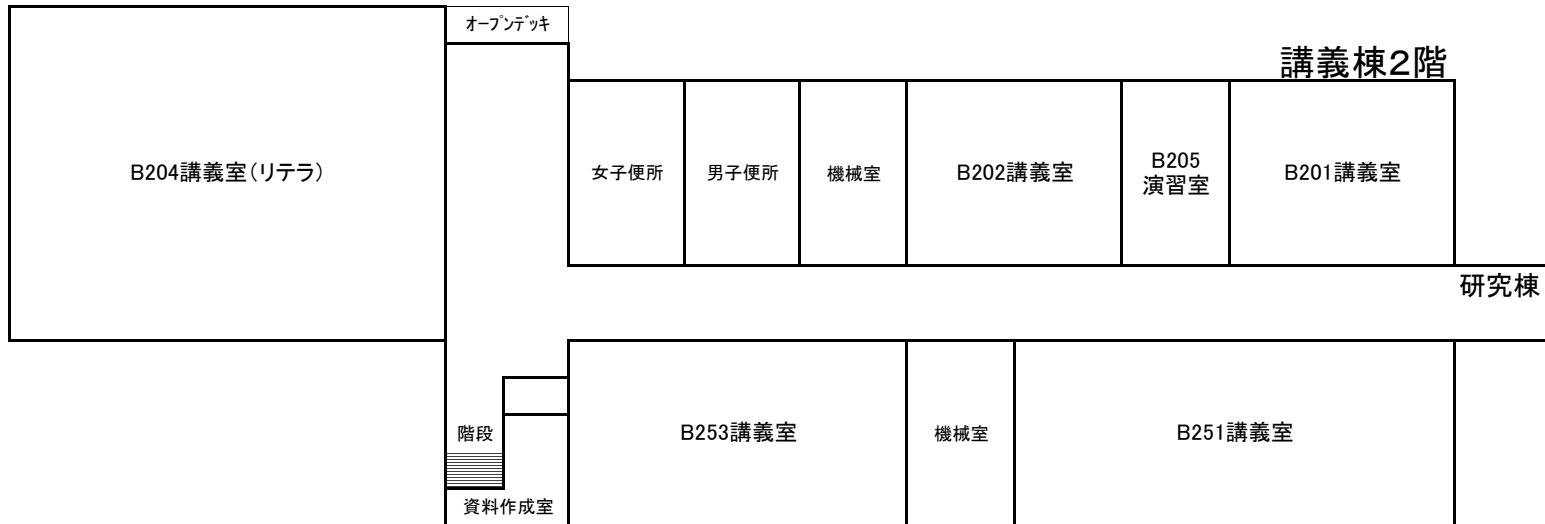 オープンデッキ
講義棟2階
B204講義室(リテラ)
女子便所
男子便所
機械室
B202講義室
B205
演習室
B201講義室
研究棟
階段
B253講義室
機械室
B251講義室
資料作成室